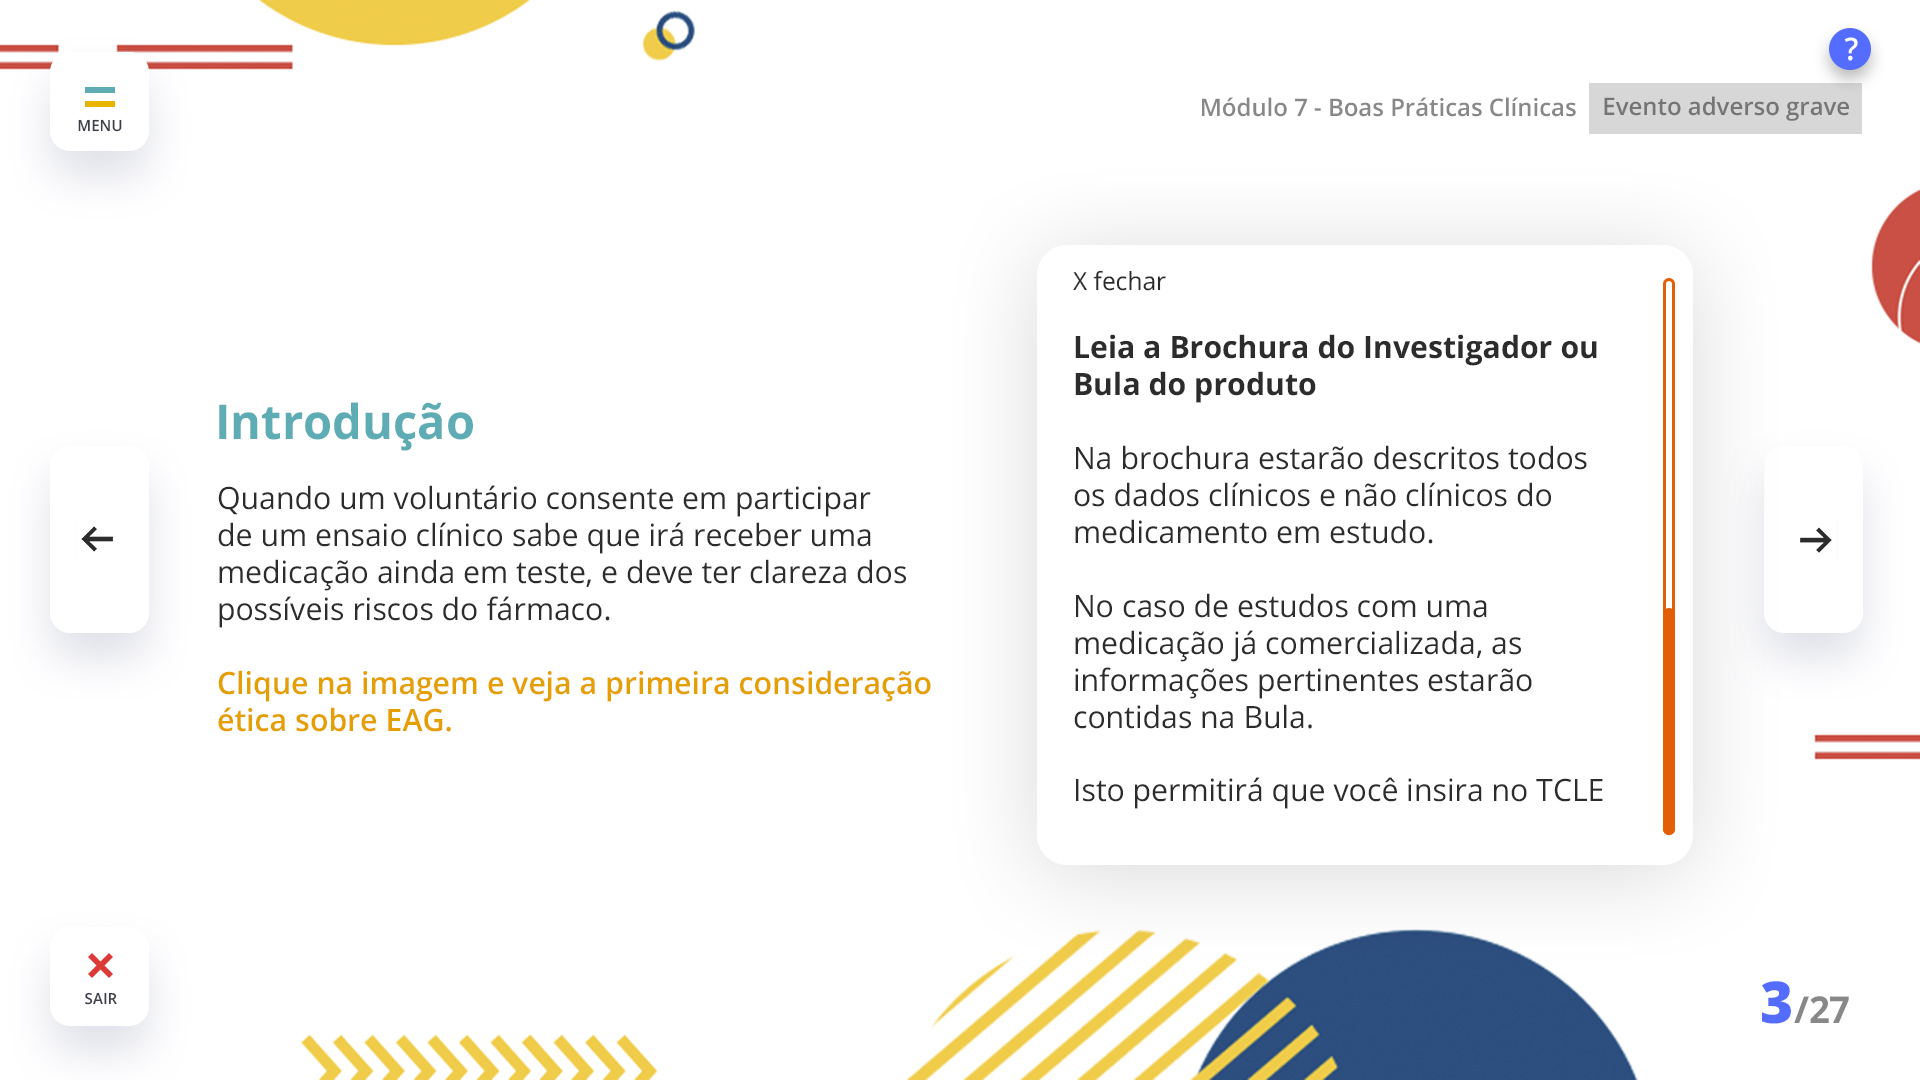 ?
MENU
Módulo 7 - Boas Práticas Clínicas
Evento adverso grave
Introdução
Quando um voluntário consente em participar
de um ensaio clínico sabe que irá receber uma
medicação ainda em teste, e deve ter clareza dos
possíveis riscos do fármaco.
Clique na imagem e veja a primeira consideração
ética sobre EAG.
X fechar
Leia a Brochura do Investigador ou
Bula do produto
Na brochura estarão descritos todos
os dados clínicos e não clínicos do
medicamento em estudo.
No caso de estudos com uma
medicação já comercializada, as
informações pertinentes estarão
contidas na Bula.
Isto permitirá que você insira no TCLE
SAIR
3/27